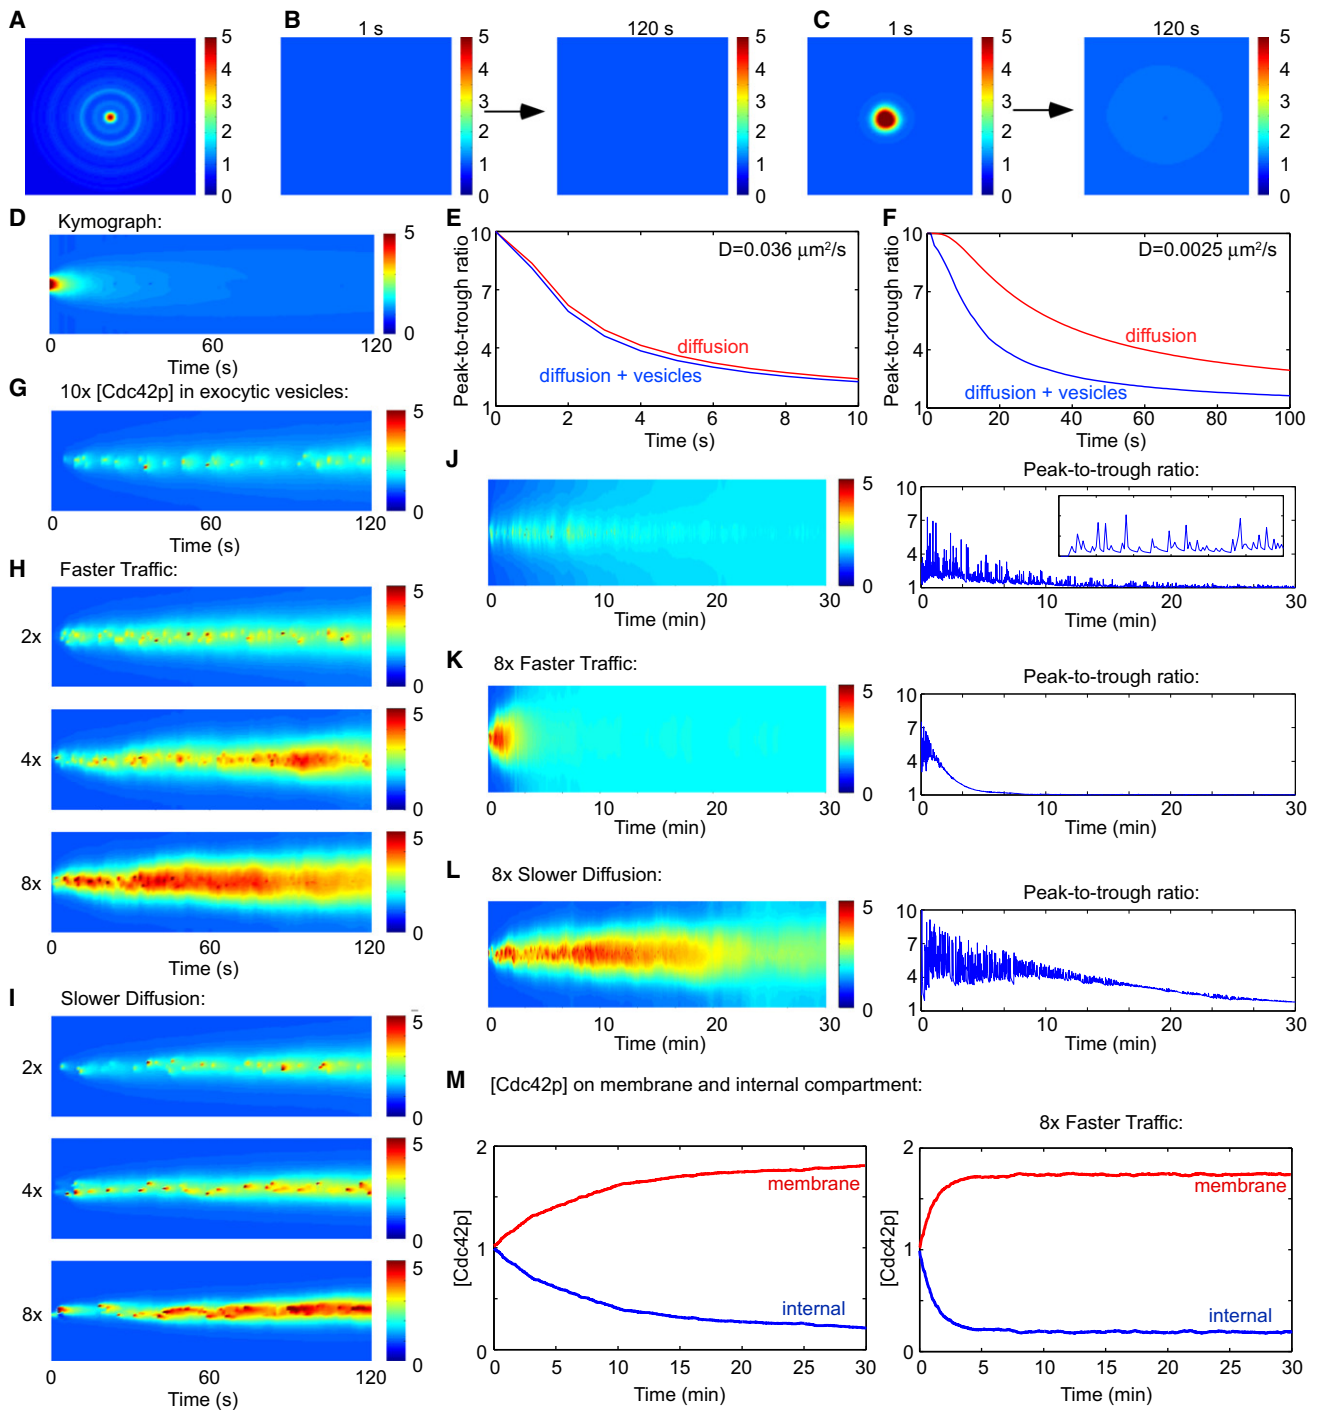 A
5
4
3
2
1
0
B
1 s
5
4
3
2
1
0
120 s
5
4
3
2
1
0
C
1 s
5
4
3
2
1
0
120 s
5
4
3
2
1
0
D
Kymograph:
5
0
0 60 120
Time (s)
E
Peak-to-trough ratio
10
7
4
1
D=0.036 μm²/s
diffusion
diffusion + vesicles
0 2 4 6 8 10
Time (s)
F
Peak-to-trough ratio
10
7
4
1
D=0.0025 μm²/s
diffusion
diffusion + vesicles
0 20 40 60 80 100
Time (s)
G
10x [Cdc42p] in exocytic vesicles:
5
0
0 60 120
Time (s)
H
Faster Traffic:
2x
5
0
4x
5
0
8x
5
0
0 60 120
Time (s)
I
Slower Diffusion:
2x
5
0
4x
5
0
8x
5
0
0 60 120
Time (s)
J
5
0
0 10 20 30
Time (min)
Peak-to-trough ratio:
10
7
4
1
0 10 20 30
Time (min)
K
8x Faster Traffic:
5
0
0 10 20 30
Time (min)
Peak-to-trough ratio:
10
7
4
1
0 10 20 30
Time (min)
L
8x Slower Diffusion:
5
0
0 10 20 30
Time (min)
Peak-to-trough ratio:
10
7
4
1
0 10 20 30
Time (min)
M
[Cdc42p] on membrane and internal compartment:
[Cdc42p]
2
1
0
membrane
internal
0 5 10 15 20 25 30
Time (min)
8x Faster Traffic:
[Cdc42p]
2
1
0
membrane
internal
0 5 10 15 20 25 30
Time (min)